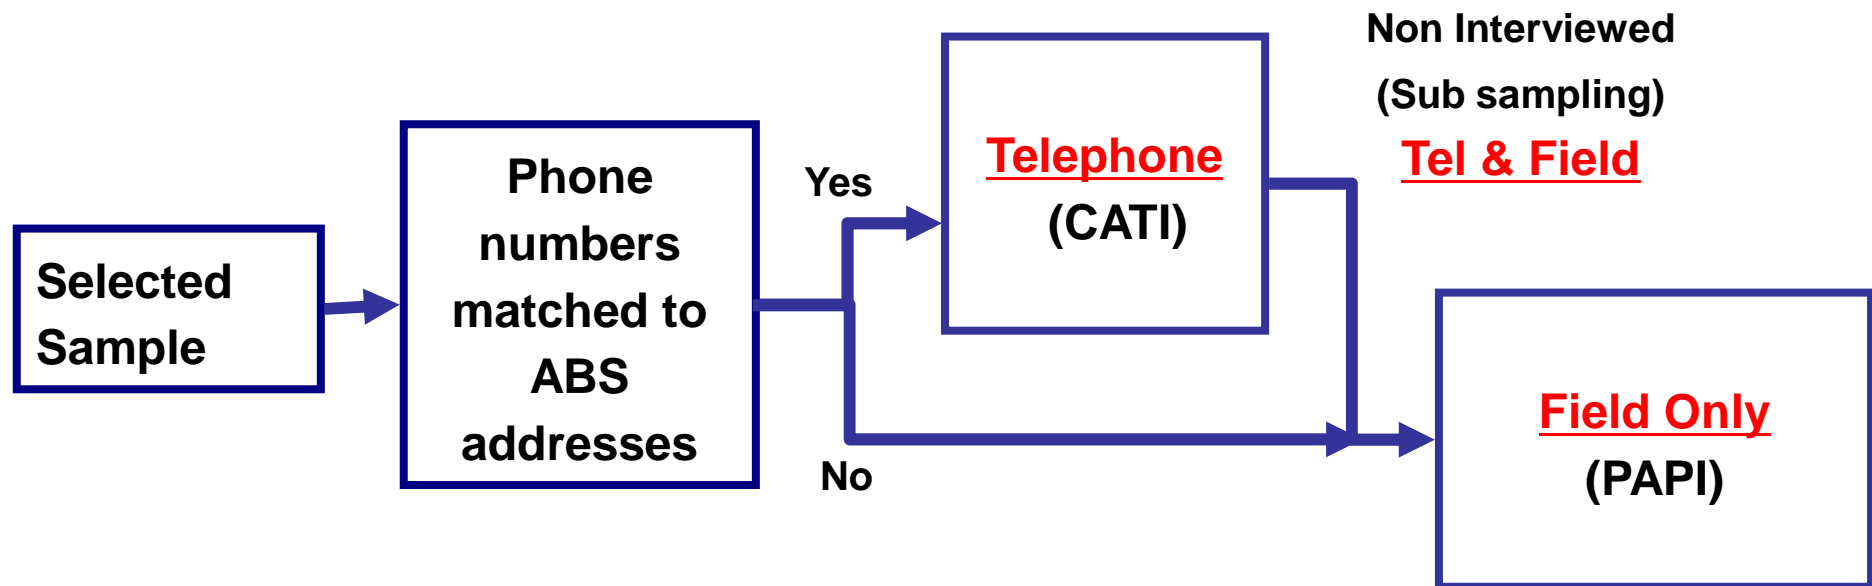 Selected
Sample
Phone
numbers
matched to
ABS
addresses
Yes
No
Telephone
(CATI)
Non Interviewed
(Sub sampling)
Tel & Field
Field Only
(PAPI)